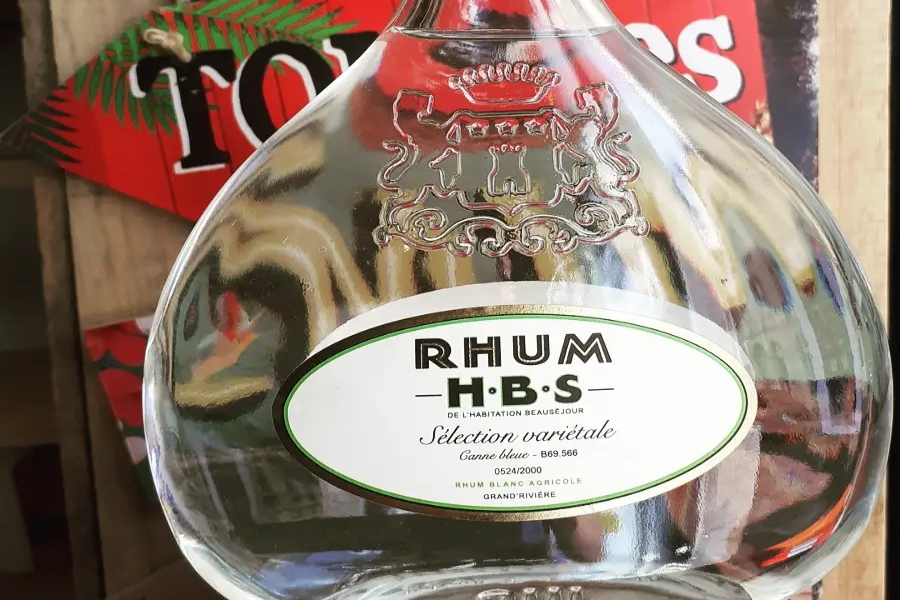 RHUM
H·B·S
DE L'HABITATION BEAUSÉJOUR
Sélection variétale
Canne bleue - B69.566
0524/2000
RHUM BLANC AGRICOLE
GRAND'RIVIÈRE